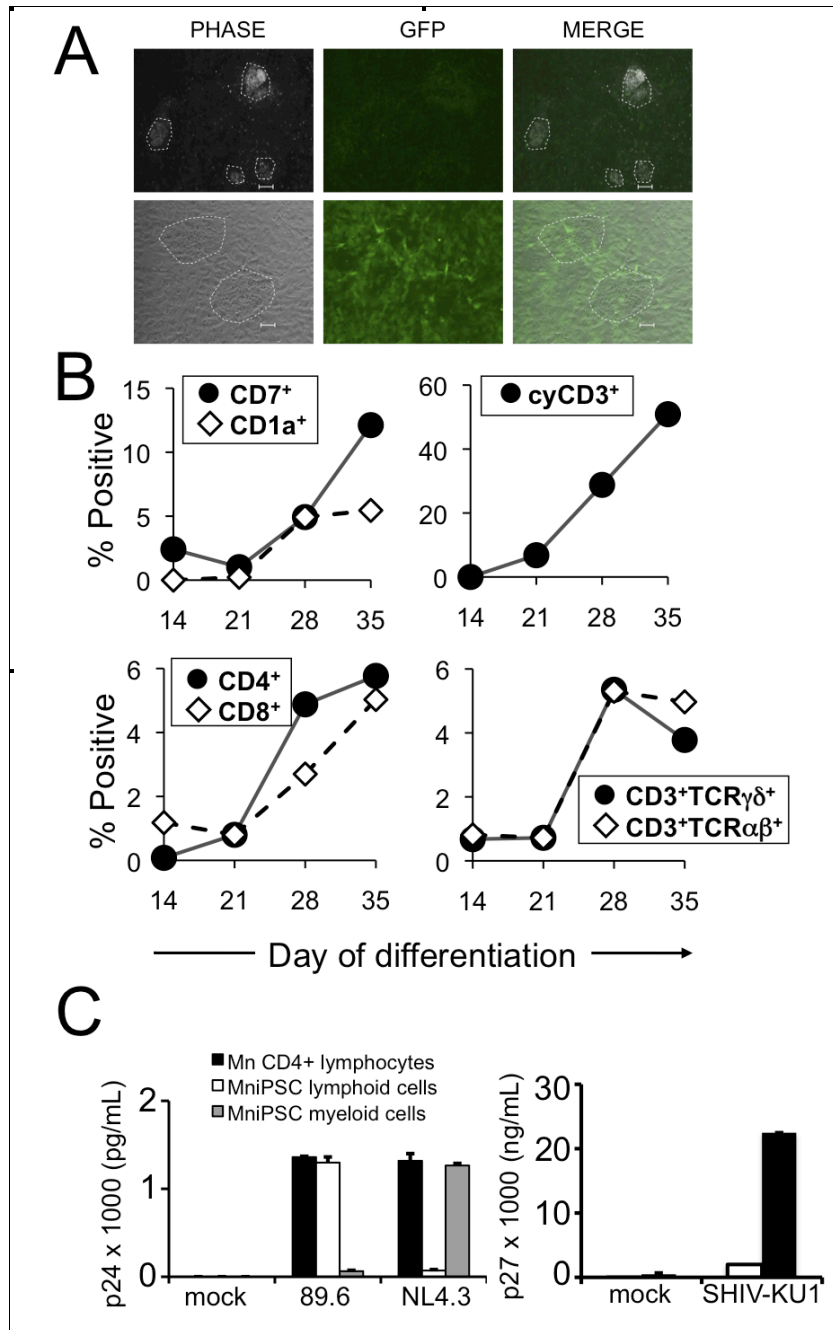 A
PHASE GFP MERGE
B
% Positive
15
10
5
0
CD7⁺
CD1a⁺
14 21 28 35
60
40
20
0
cyCD3⁺
14 21 28 35
% Positive
6
4
2
0
CD4⁺
CD8⁺
14 21 28 35
6
4
2
0
CD3⁺TCRγδ⁺
CD3⁺TCRαβ⁺
14 21 28 35
Day of differentiation
C
Mn CD4+ lymphocytes
MniPSC lymphoid cells
MniPSC myeloid cells
p24 x 1000 (pg/mL)
2
1
0
mock 89.6 NL4.3
p27 x 1000 (ng/mL)
30
20
10
0
mock SHIV-KU1